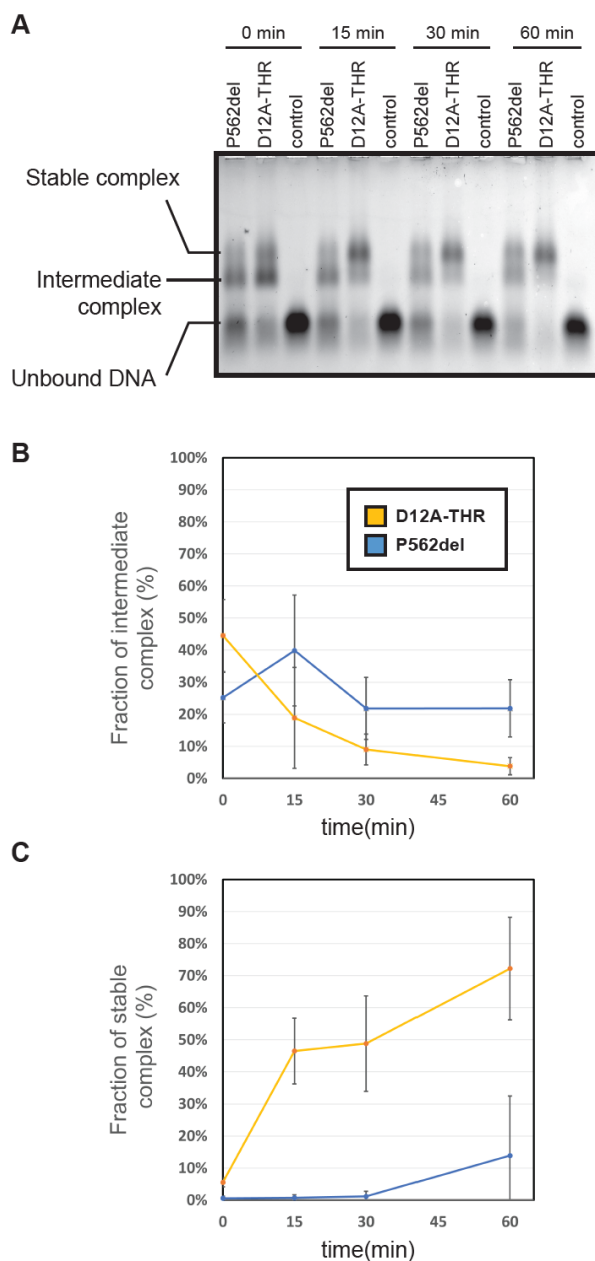 A
0 min 15 min 30 min 60 min
P562del D12A-THR control P562del D12A-THR control P562del D12A-THR control P562del D12A-THR control
Stable complex
Intermediate
complex
Unbound DNA
B
100%
90%
80%
70%
60%
50%
40%
30%
20%
10%
0%
Fraction of intermediate
complex (%)
D12A-THR
P562del
0 15 30 45 60
time(min)
C
100%
90%
80%
70%
60%
50%
40%
30%
20%
10%
0%
Fraction of stable
complex (%)
0 15 30 45 60
time(min)